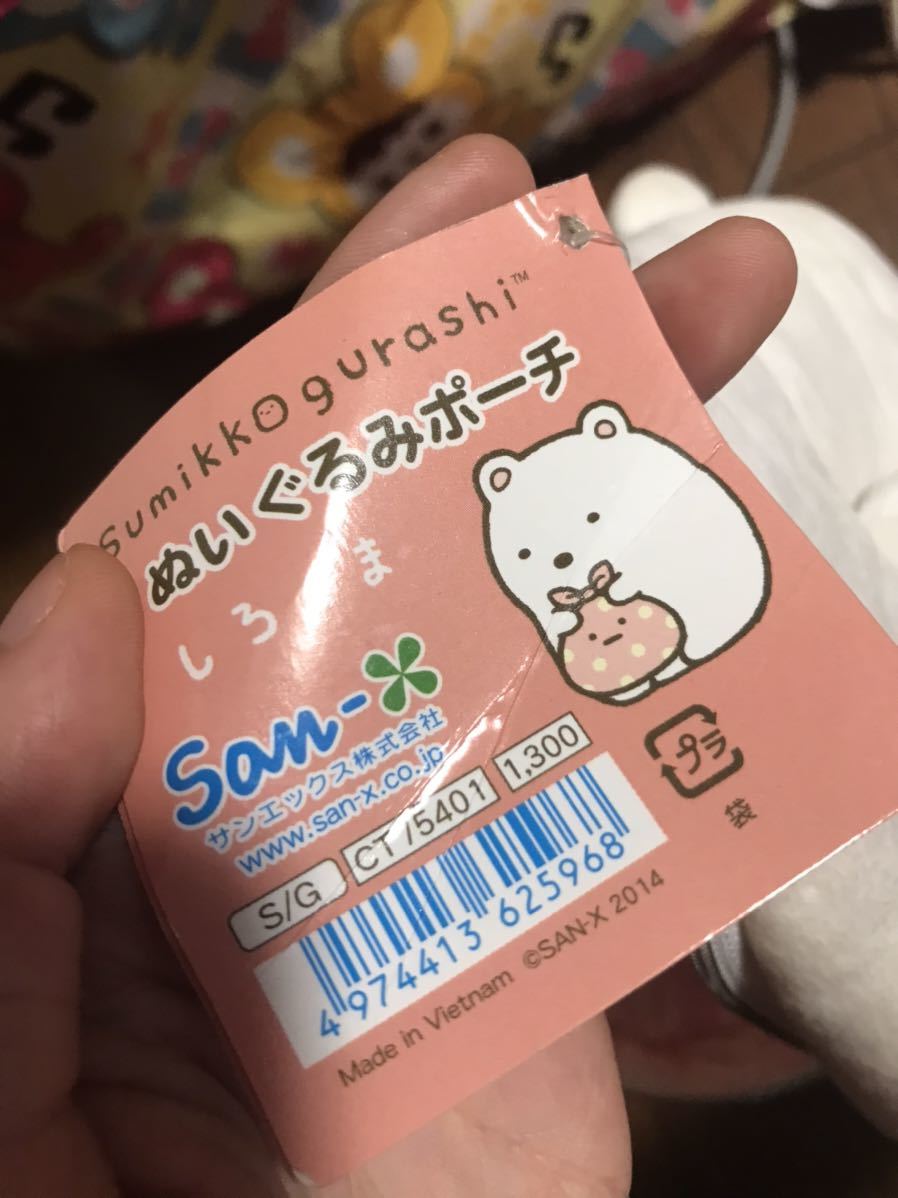 sumikkogurashi™
ぬいぐるみポーチ
しろ ま
San-X
サンエックス株式会社
www.san-x.co.jp
S/G CT75401 1,300
4974413 625968
Made in Vietnam ©SAN-X 2014
プラ
袋